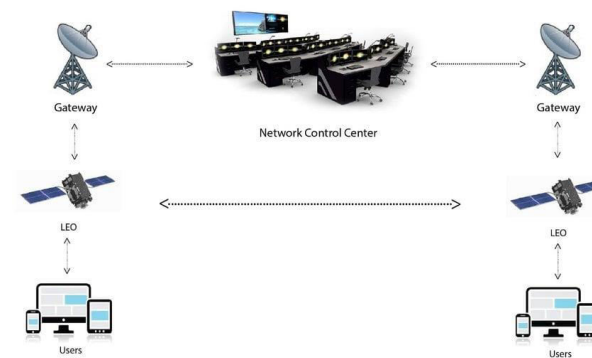 Gateway
Gateway
Network Control Center
LEO
LEO
Users
Users